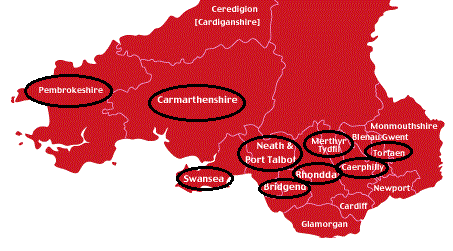 Ceredigion
[Cardiganshire]
Pembrokeshire
Carmarthenshire
Monmouthshire
Blenau Gwent
Merthyr
Tydfil
Neath &
Port Talbot
Torfaen
Caerphilly
Rhondda
Swansea
Bridgend
Newport
Cardiff
Glamorgan